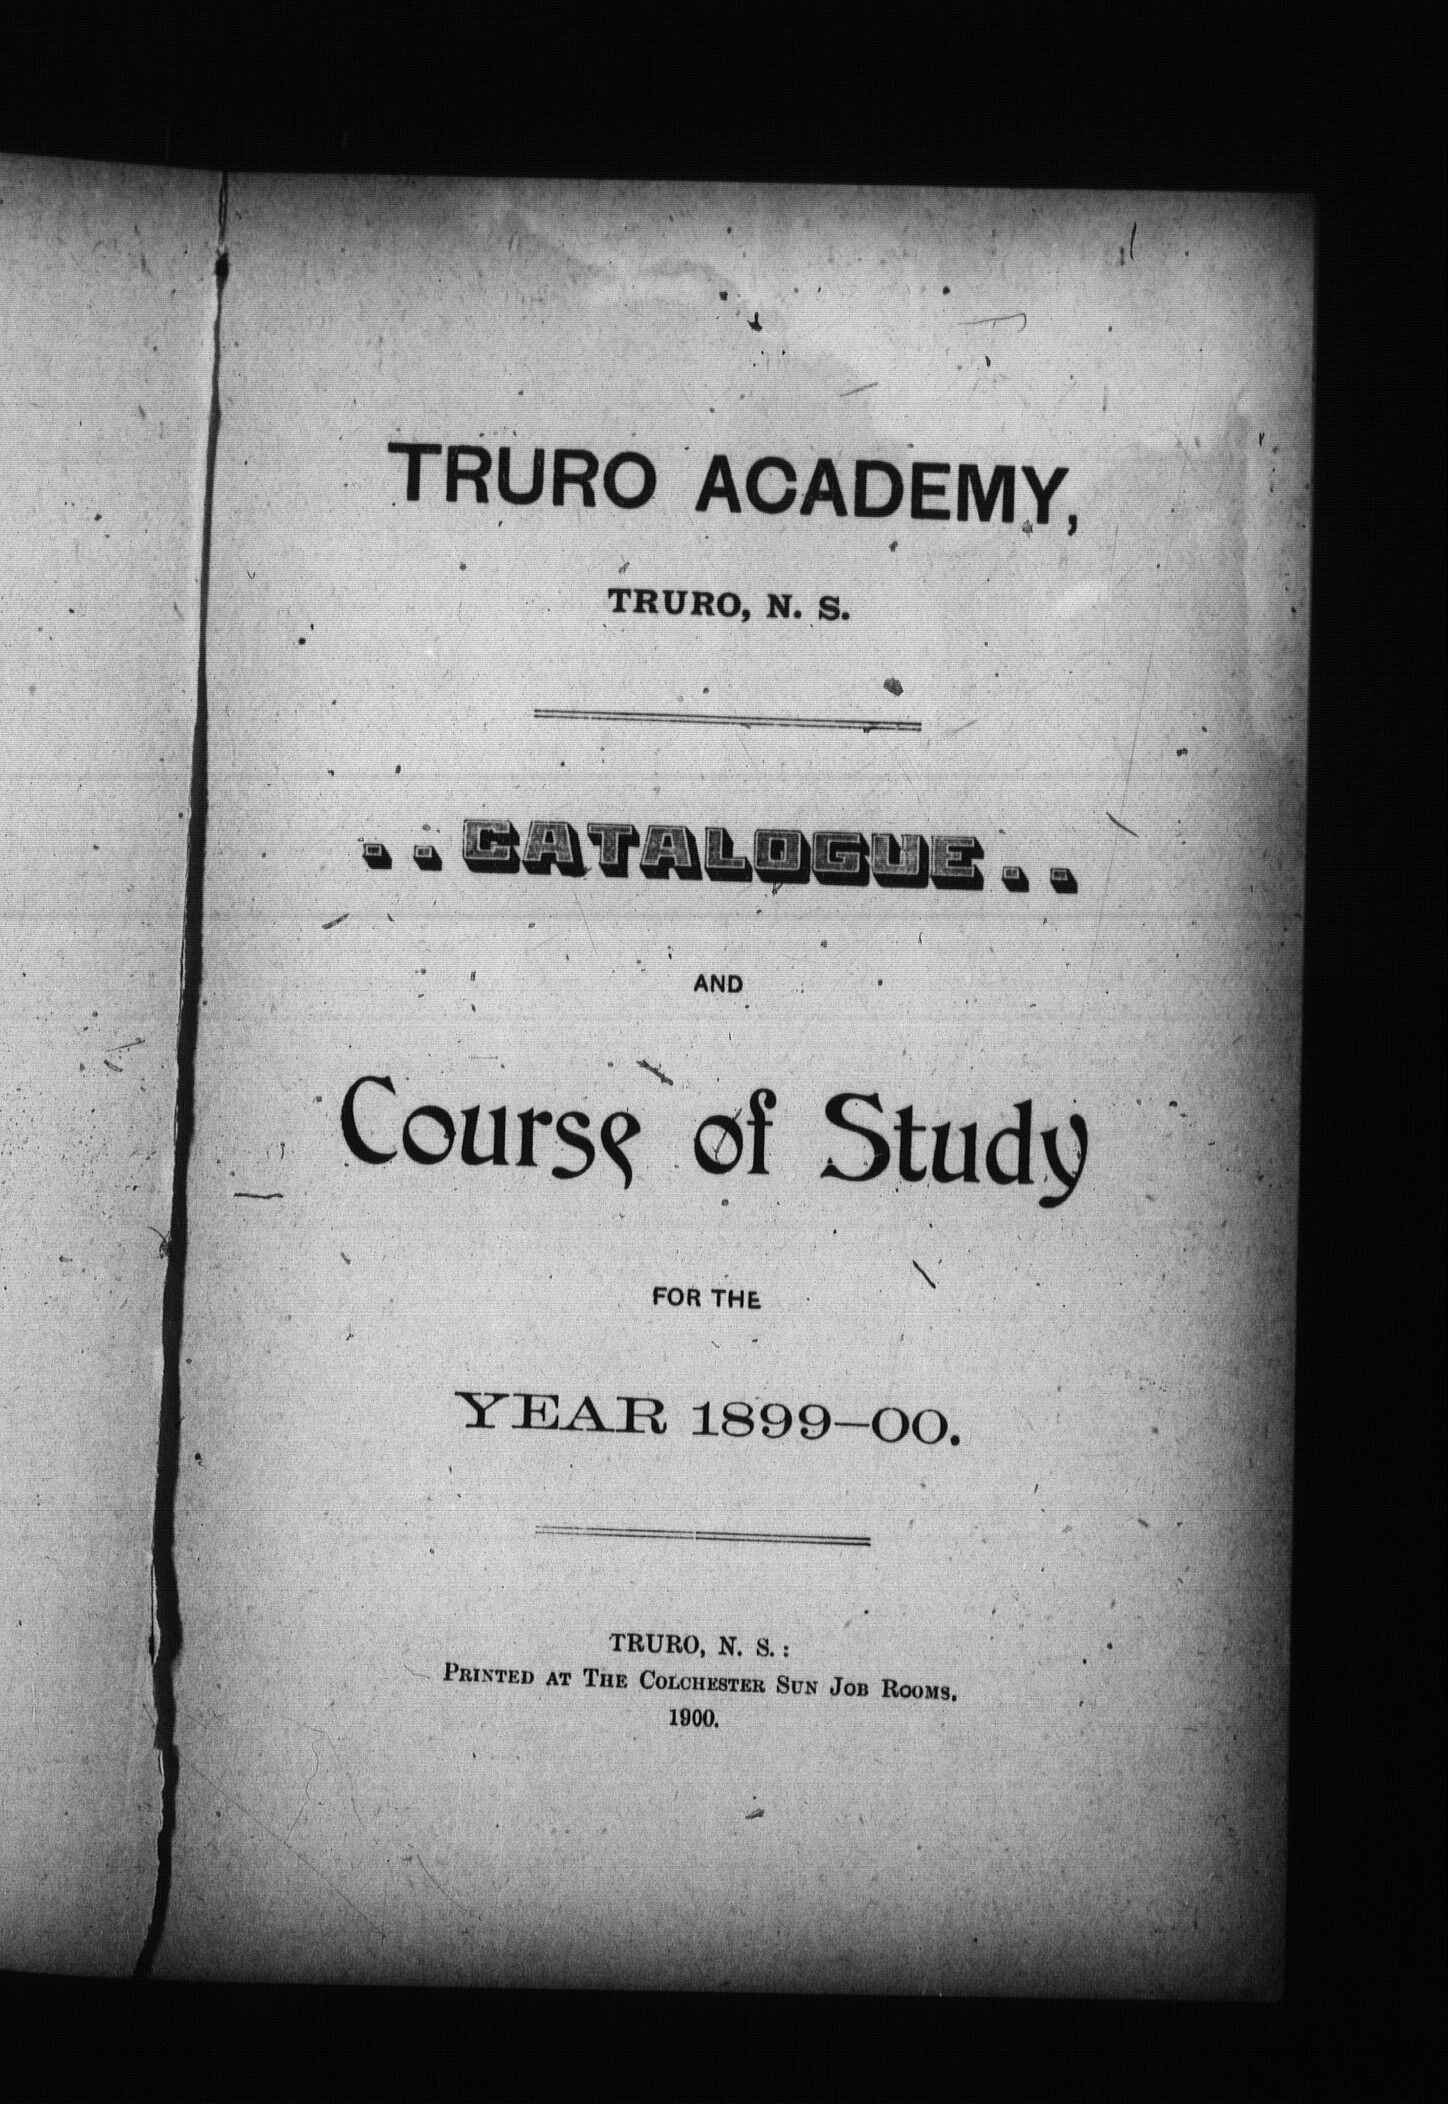 TRURO ACADEMY,
TRURO, N. S.
. . CATALOGUE . .
AND
Course of Study
FOR THE
YEAR 1899-00.
TRURO, N. S. :
PRINTED AT THE COLCHESTER SUN JOB ROOMS.
1900.